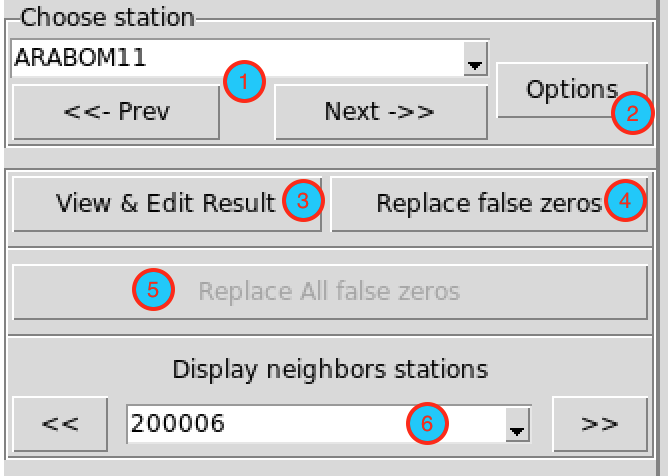 Choose station
ARABOM11
1
<<- Prev
Next ->>
Options
2
View & Edit Result
3
Replace false zeros
4
5
Replace All false zeros
Display neighbors stations
<<
200006
6
>>